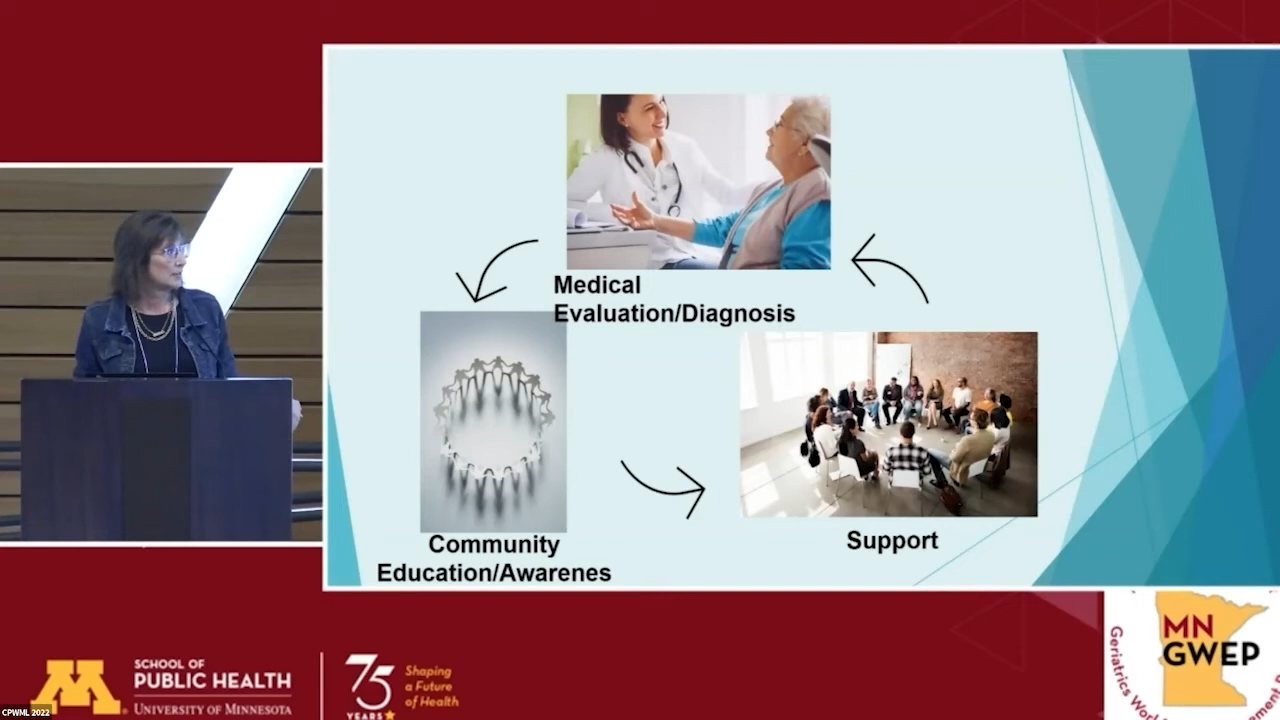 Medical
Evaluation/Diagnosis
Community
Education/Awarenes
Support
SCHOOL OF
PUBLIC HEALTH
UNIVERSITY OF MINNESOTA
75
YEARS
Shaping
a Future
of Health
MN
GWEP
Geriatrics
CPWML 2022